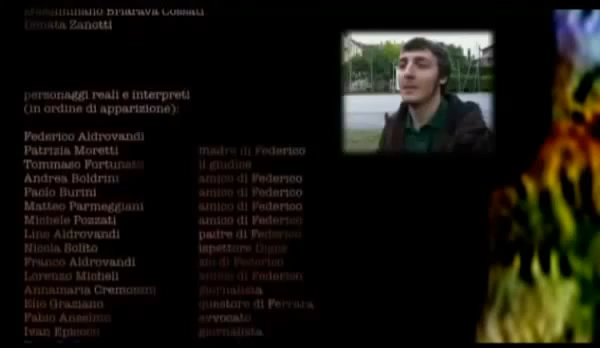 Donata Zanotti
personaggi reali e interpreti
(in ordine di apparizione):
Federico Aldrovandi
Patrizia Moretti madre di Federico
Tommaso Fortunato il giudice
Andrea Boldrini amico di Federico
Paolo Burini amico di Federico
Matteo Parmeggiani amico di Federico
Michele Pozzati amico di Federico
Lino Aldrovandi padre di Federico
Nicola Solito ispettore Digos
Franco Aldrovandi zio di Federico
Lorenzo Micheli amico di Federico
Annamaria Cremonini giornalista
Elio Graziano questore di Ferrara
Fabio Anselmo avvocato
Ivan giornalista